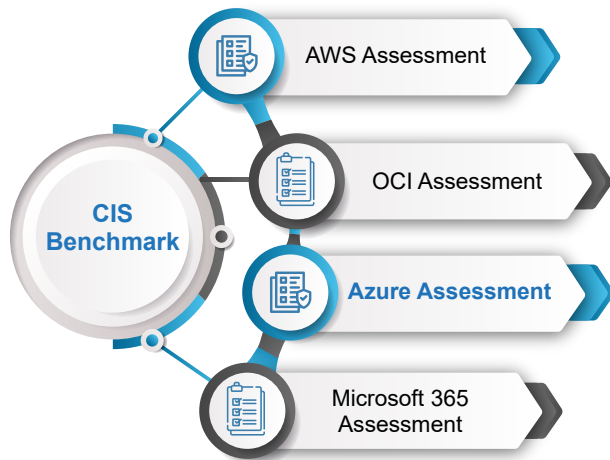 AWS Assessment
CIS
Benchmark
OCI Assessment
Azure Assessment
Microsoft 365
Assessment